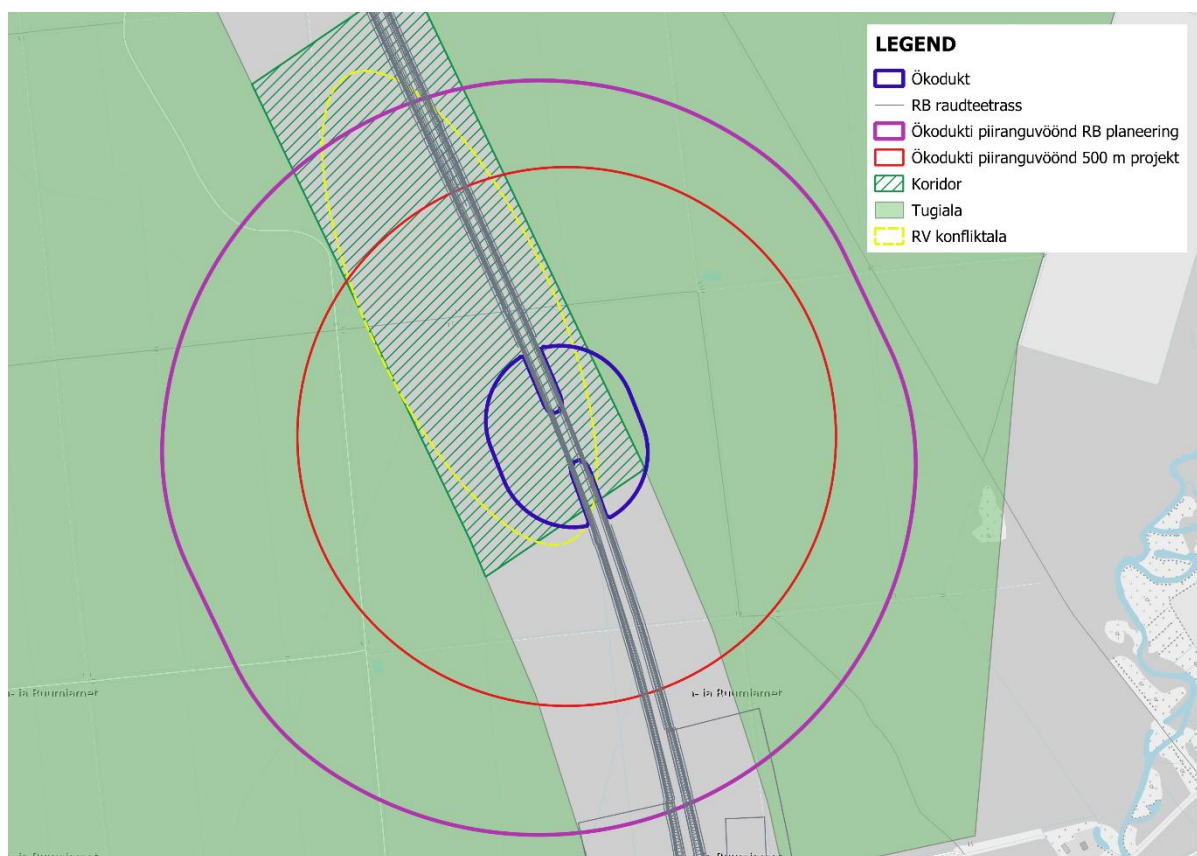 LEGEND
Ökodukt
RB raudteetrass
Ökodukti piiranguvöönd RB planeering
Ökodukti piiranguvöönd 500 m projekt
Koridor
Tugiala
RV konfliktala